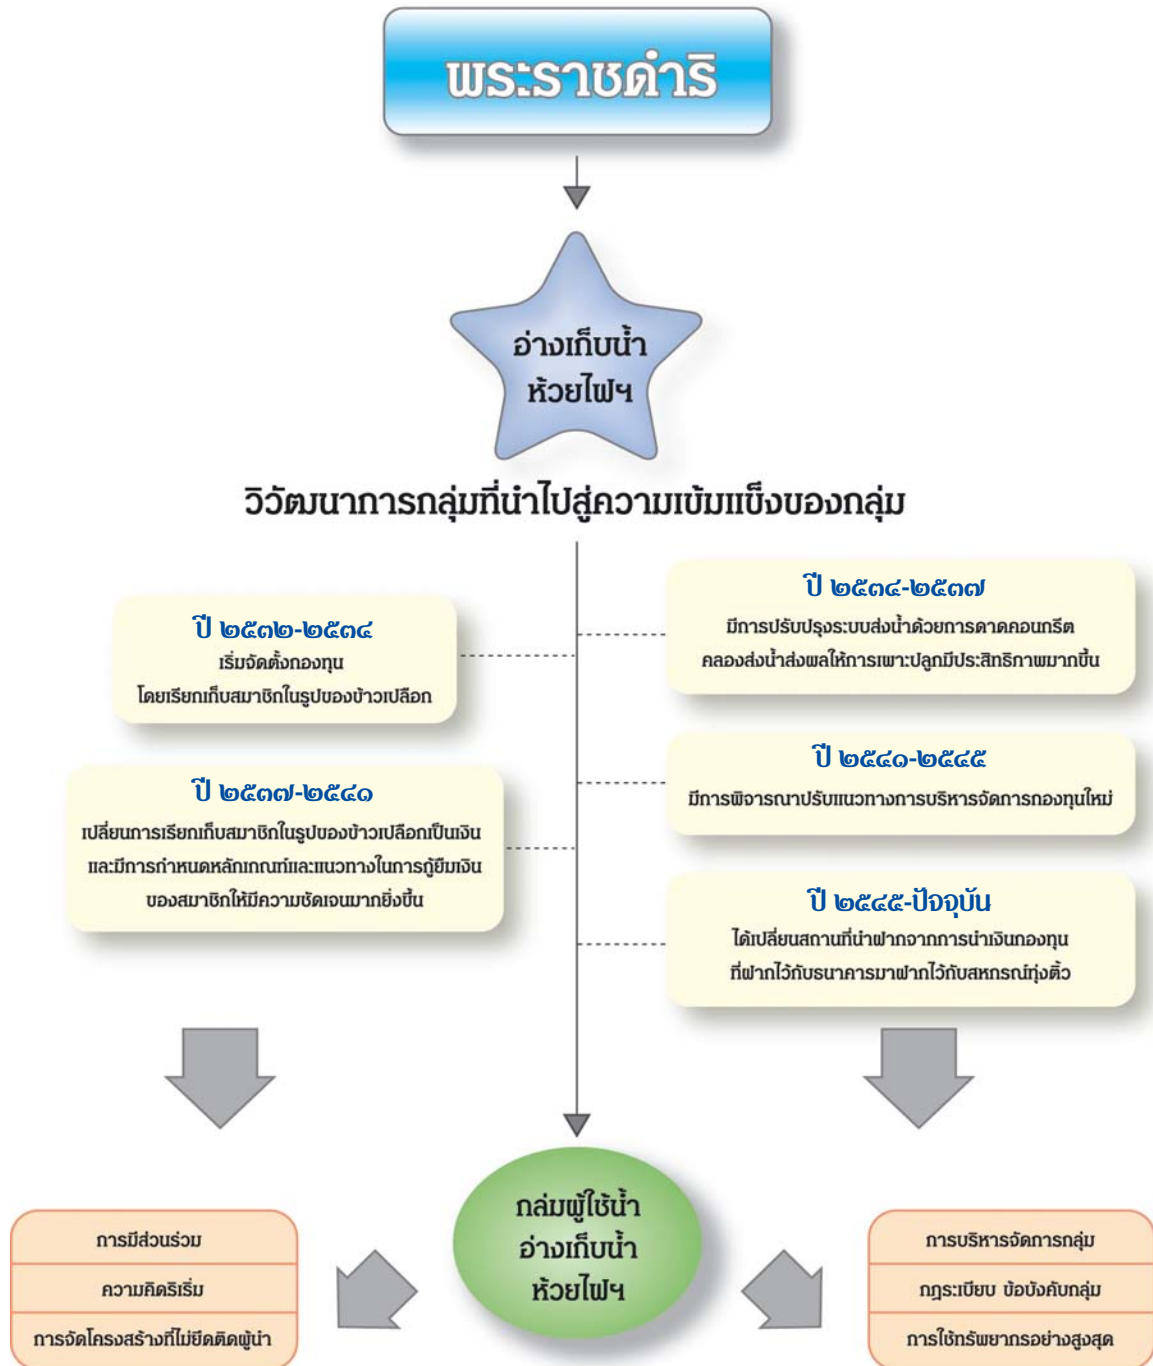 พระราชดำริ
อ่างเก็บน้ำ
ห้วยไฟฯ
วิวัฒนาการกลุ่มที่นำไปสู่ความเข้มแข็งของกลุ่ม
ปี ๒๕๓๒-๒๕๓๔
เริ่มจัดตั้งกองทุน
โดยเรียกเก็บสมาชิกในรูปของข้าวเปลือก
ปี ๒๕๓๔-๒๕๓๗
มีการปรับปรุงระบบส่งน้ำด้วยการดาดคอนกรีต
คลองส่งน้ำส่งผลให้การเพาะปลูกมีประสิทธิภาพมากขึ้น
ปี ๒๕๓๗-๒๕๔๑
เปลี่ยนการเรียกเก็บสมาชิกในรูปของข้าวเปลือกเป็นเงิน
และมีการกำหนดหลักเกณฑ์และแนวทางในการกู้ยืมเงิน
ของสมาชิกให้มีความชัดเจนมากยิ่งขึ้น
ปี ๒๕๔๑-๒๕๔๕
มีการพิจารณาปรับแนวทางการบริหารจัดการกองทุนใหม่
ปี ๒๕๔๕-ปัจจุบัน
ได้เปลี่ยนสถานที่นำฝากจากการนำเงินกองทุน
ที่ฝากไว้กับธนาคารมาฝากไว้กับสหกรณ์ทุ่งติ้ว
กลุ่มผู้ใช้น้ำ
อ่างเก็บน้ำ
ห้วยไฟฯ
การมีส่วนร่วม
ความคิดริเริ่ม
การจัดโครงสร้างที่ไม่ยึดติดผู้นำ
การบริหารจัดการกลุ่ม
กฎระเบียบ ข้อบังคับกลุ่ม
การใช้ทรัพยากรอย่างสูงสุด